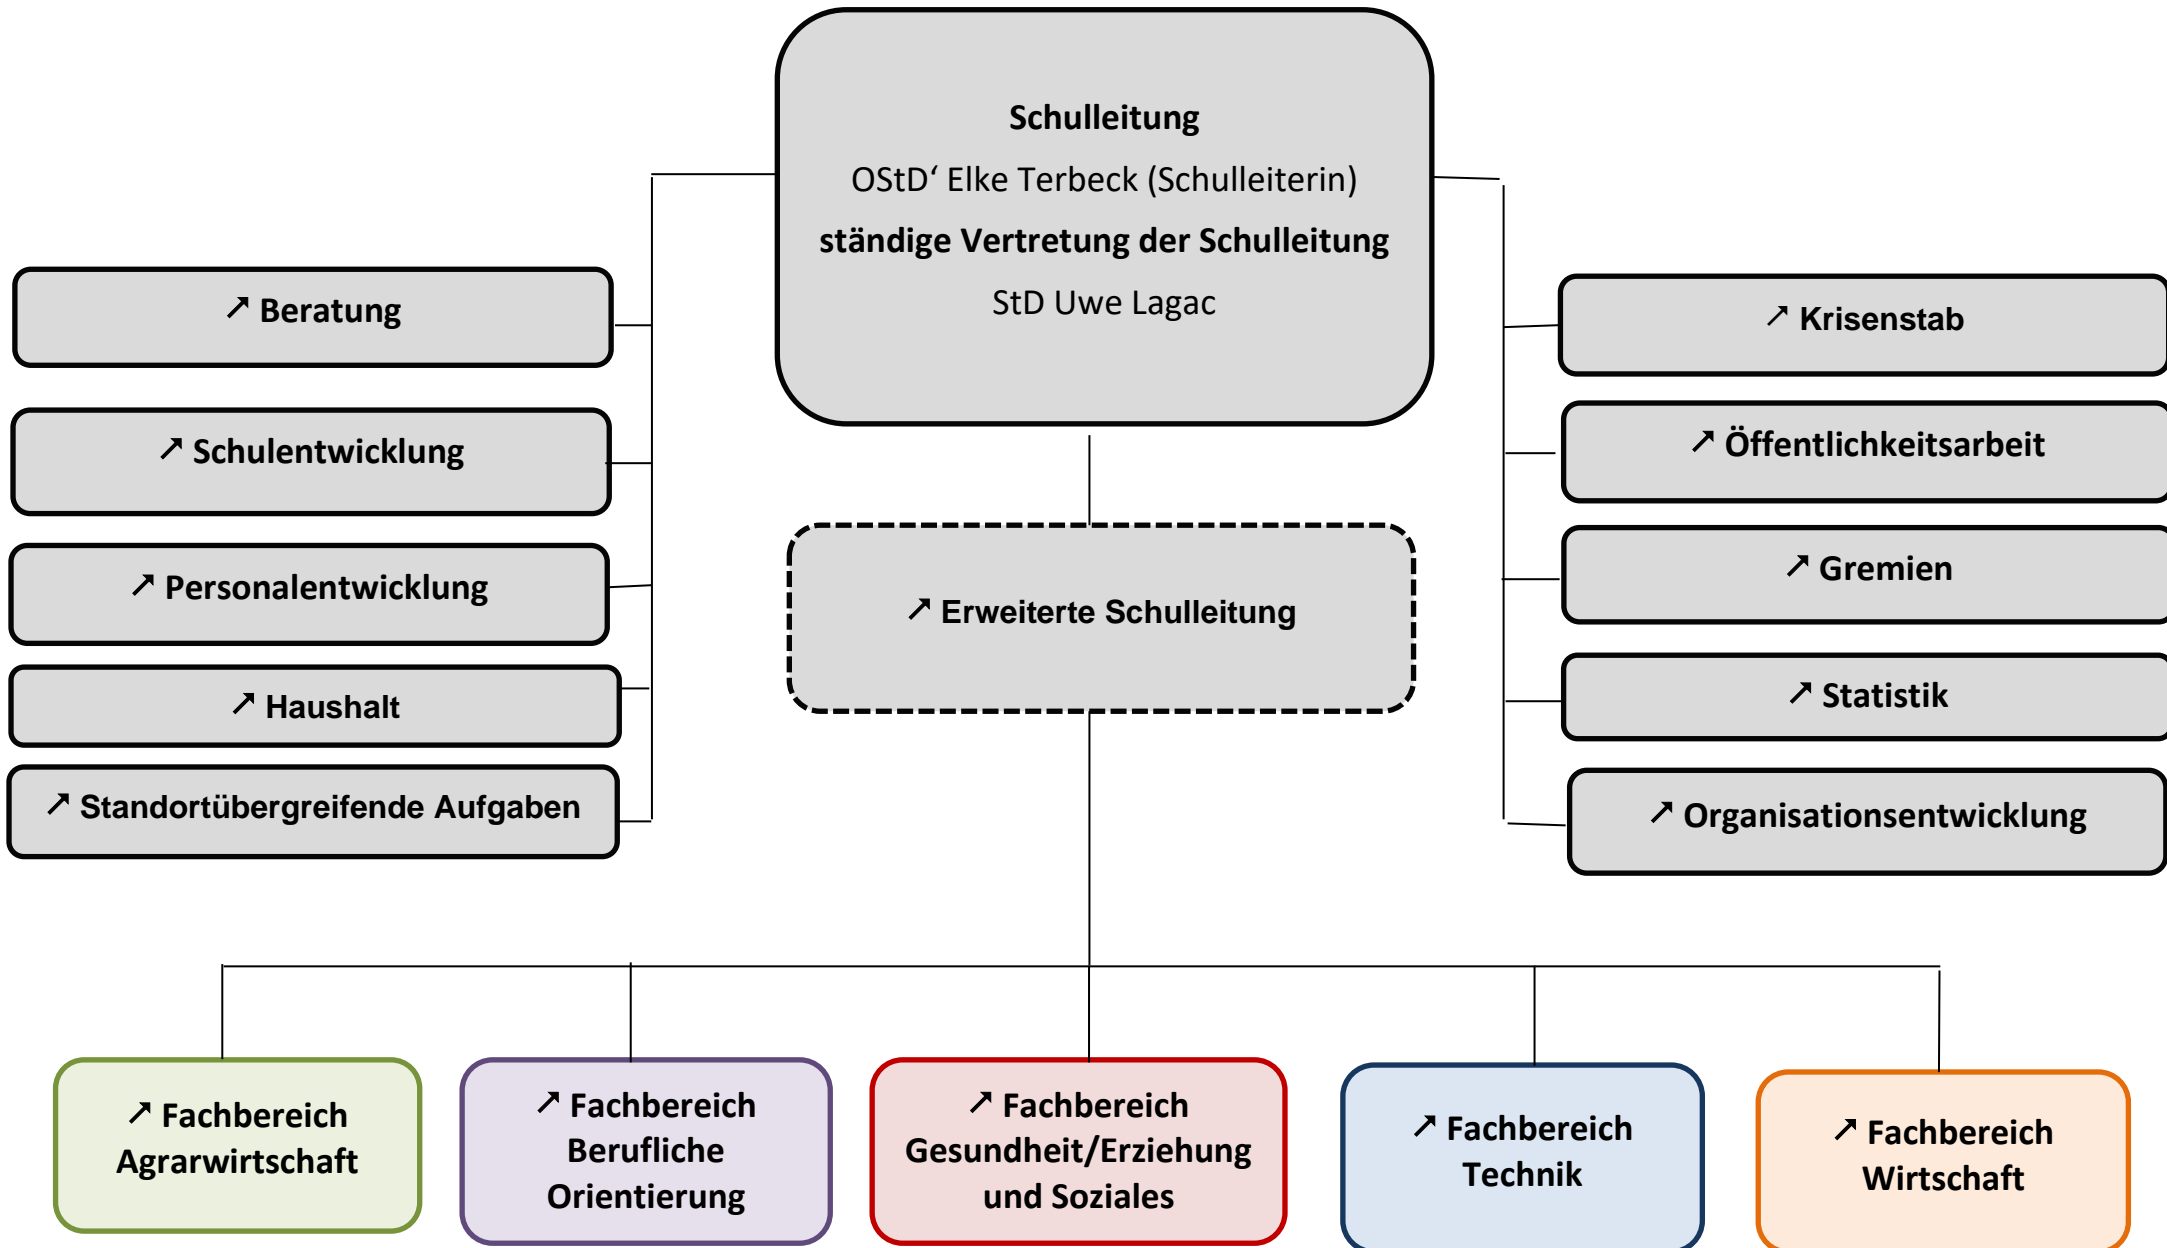 Schulleitung
OStD‘ Elke Terbeck (Schulleiterin)
ständige Vertretung der Schulleitung
StD Uwe Lagac
↗ Beratung
↗ Schulentwicklung
↗ Personalentwicklung
↗ Haushalt
↗ Standortübergreifende Aufgaben
↗ Erweiterte Schulleitung
↗ Krisenstab
↗ Öffentlichkeitsarbeit
↗ Gremien
↗ Statistik
↗ Organisationsentwicklung
↗ Fachbereich
Agrarwirtschaft
↗ Fachbereich
Berufliche
Orientierung
↗ Fachbereich
Gesundheit/Erziehung
und Soziales
↗ Fachbereich
Technik
↗ Fachbereich
Wirtschaft